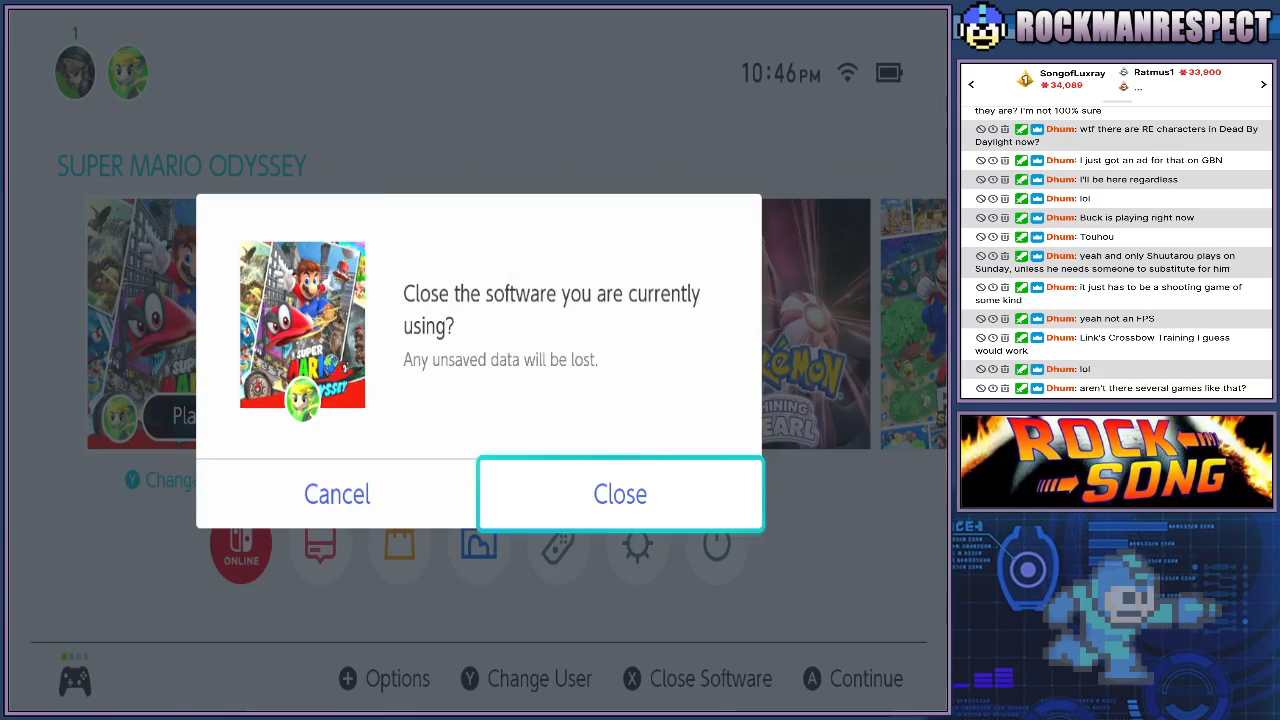 1
10:46PM
SUPER MARIO ODYSSEY
Close the software you are currently
using?
Any unsaved data will be lost.
SUPER
MARIO
ODYSSEY
Pla
POKÉMON
SHINING
PEARL
Chang
Cancel
Close
ONLINE
Options
Change User
Close Software
Continue
ROCKMANRESPECT
SongofLuxray
34,089
Ratmus1 33,900
...
they are? I'm not 100% sure
Dhum: wtf there are RE characters in Dead By
Daylight now?
Dhum: I just got an ad for that on GBN
Dhum: I'll be here regardless
Dhum: lol
Dhum: Buck is playing right now
Dhum: Touhou
Dhum: yeah and only Shuutarou plays on
Sunday, unless he needs someone to substitute for him
Dhum: it just has to be a shooting game of
some kind
Dhum: yeah not an FPS
Dhum: Link's Crossbow Training I guess
would work
Dhum: lol
Dhum: aren't there several games like that?
ROCK
SONG